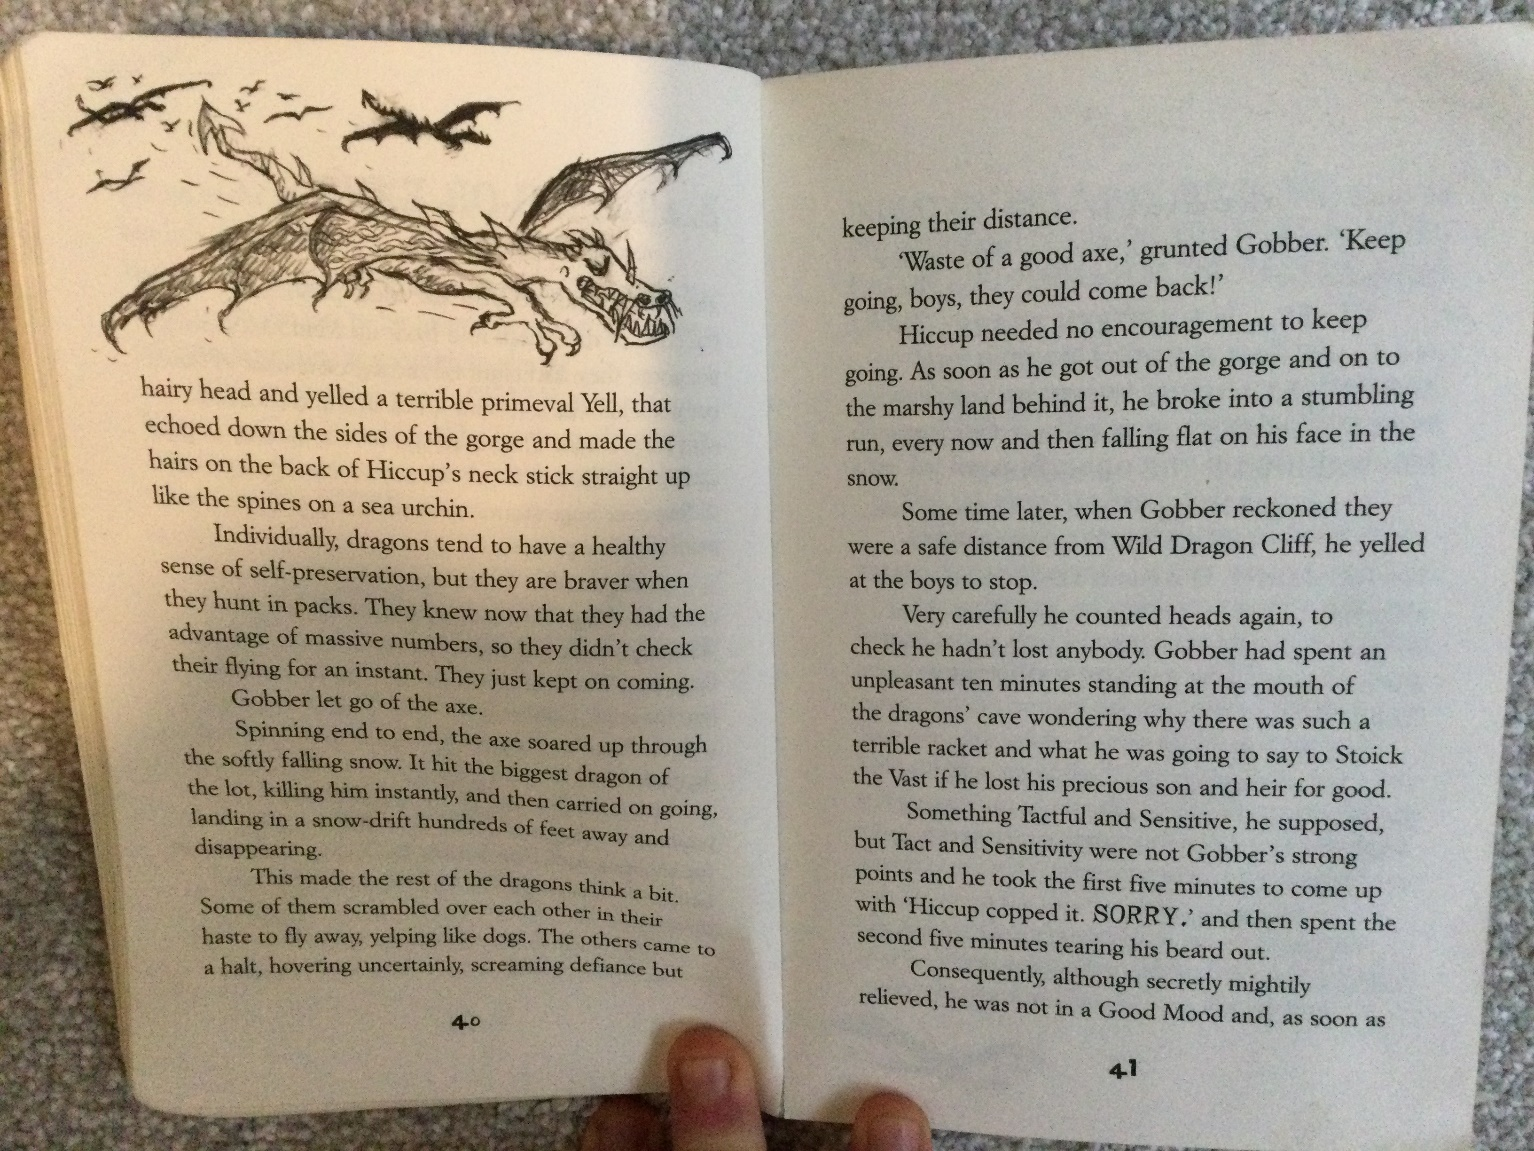 hairy head and yelled a terrible primeval Yell, that
echoed down the sides of the gorge and made the
hairs on the back of Hiccup's neck stick straight up
like the spines on a sea urchin.
Individually, dragons tend to have a healthy
sense of self-preservation, but they are braver when
they hunt in packs. They knew now that they had the
advantage of massive numbers, so they didn't check
their flying for an instant. They just kept on coming.
Gobber let go of the axe.
Spinning end to end, the axe soared up through
the softly falling snow. It hit the biggest dragon of
the lot, killing him instantly, and then carried on going,
landing in a snow-drift hundreds of feet away and
disappearing.
This made the rest of the dragons think a bit.
Some of them scrambled over each other in their
haste to fly away, yelping like dogs. The others came to
a halt, hovering uncertainly, screaming defiance but
40
keeping their distance.
'Waste of a good axe,' grunted Gobber. 'Keep
going, boys, they could come back!'
Hiccup needed no encouragement to keep
going. As soon as he got out of the gorge and on to
the marshy land behind it, he broke into a stumbling
run, every now and then falling flat on his face in the
snow.
Some time later, when Gobber reckoned they
were a safe distance from Wild Dragon Cliff, he yelled
at the boys to stop.
Very carefully he counted heads again, to
check he hadn't lost anybody. Gobber had spent an
unpleasant ten minutes standing at the mouth of
the dragons' cave wondering why there was such a
terrible racket and what he was going to say to Stoick
the Vast if he lost his precious son and heir for good.
Something Tactful and Sensitive, he supposed,
but Tact and Sensitivity were not Gobber's strong
points and he took the first five minutes to come up
with 'Hiccup copped it. SORRY.' and then spent the
second five minutes tearing his beard out.
Consequently, although secretly mightily
relieved, he was not in a Good Mood and, as soon as
41